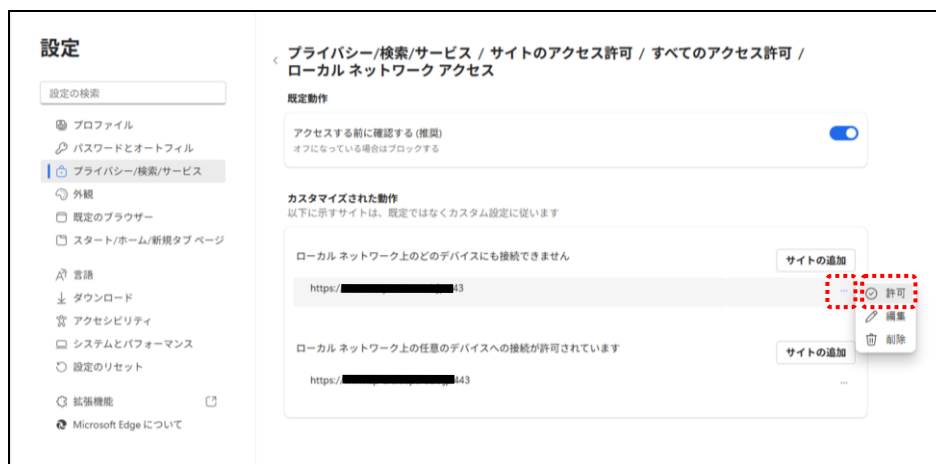 設定
設定の検索
プロファイル
パスワードとオートフィル
プライバシー/検索/サービス
外観
既定のブラウザー
スタート/ホーム/新規タブ ページ
言語
ダウンロード
アクセシビリティ
システムとパフォーマンス
設定のリセット
拡張機能
Microsoft Edge について
プライバシー/検索/サービス / サイトのアクセス許可 / すべてのアクセス許可 /
ローカル ネットワーク アクセス
既定動作
アクセスする前に確認する (推奨)
オフになっている場合はブロックする
カスタマイズされた動作
以下に示すサイトは、既定ではなくカスタム設定に従います
ローカル ネットワーク上のどのデバイスにも接続できません
サイトの追加
https:/ 43
...
許可
編集
削除
ローカル ネットワーク上の任意のデバイスへの接続が許可されています
サイトの追加
https:/ 443
...